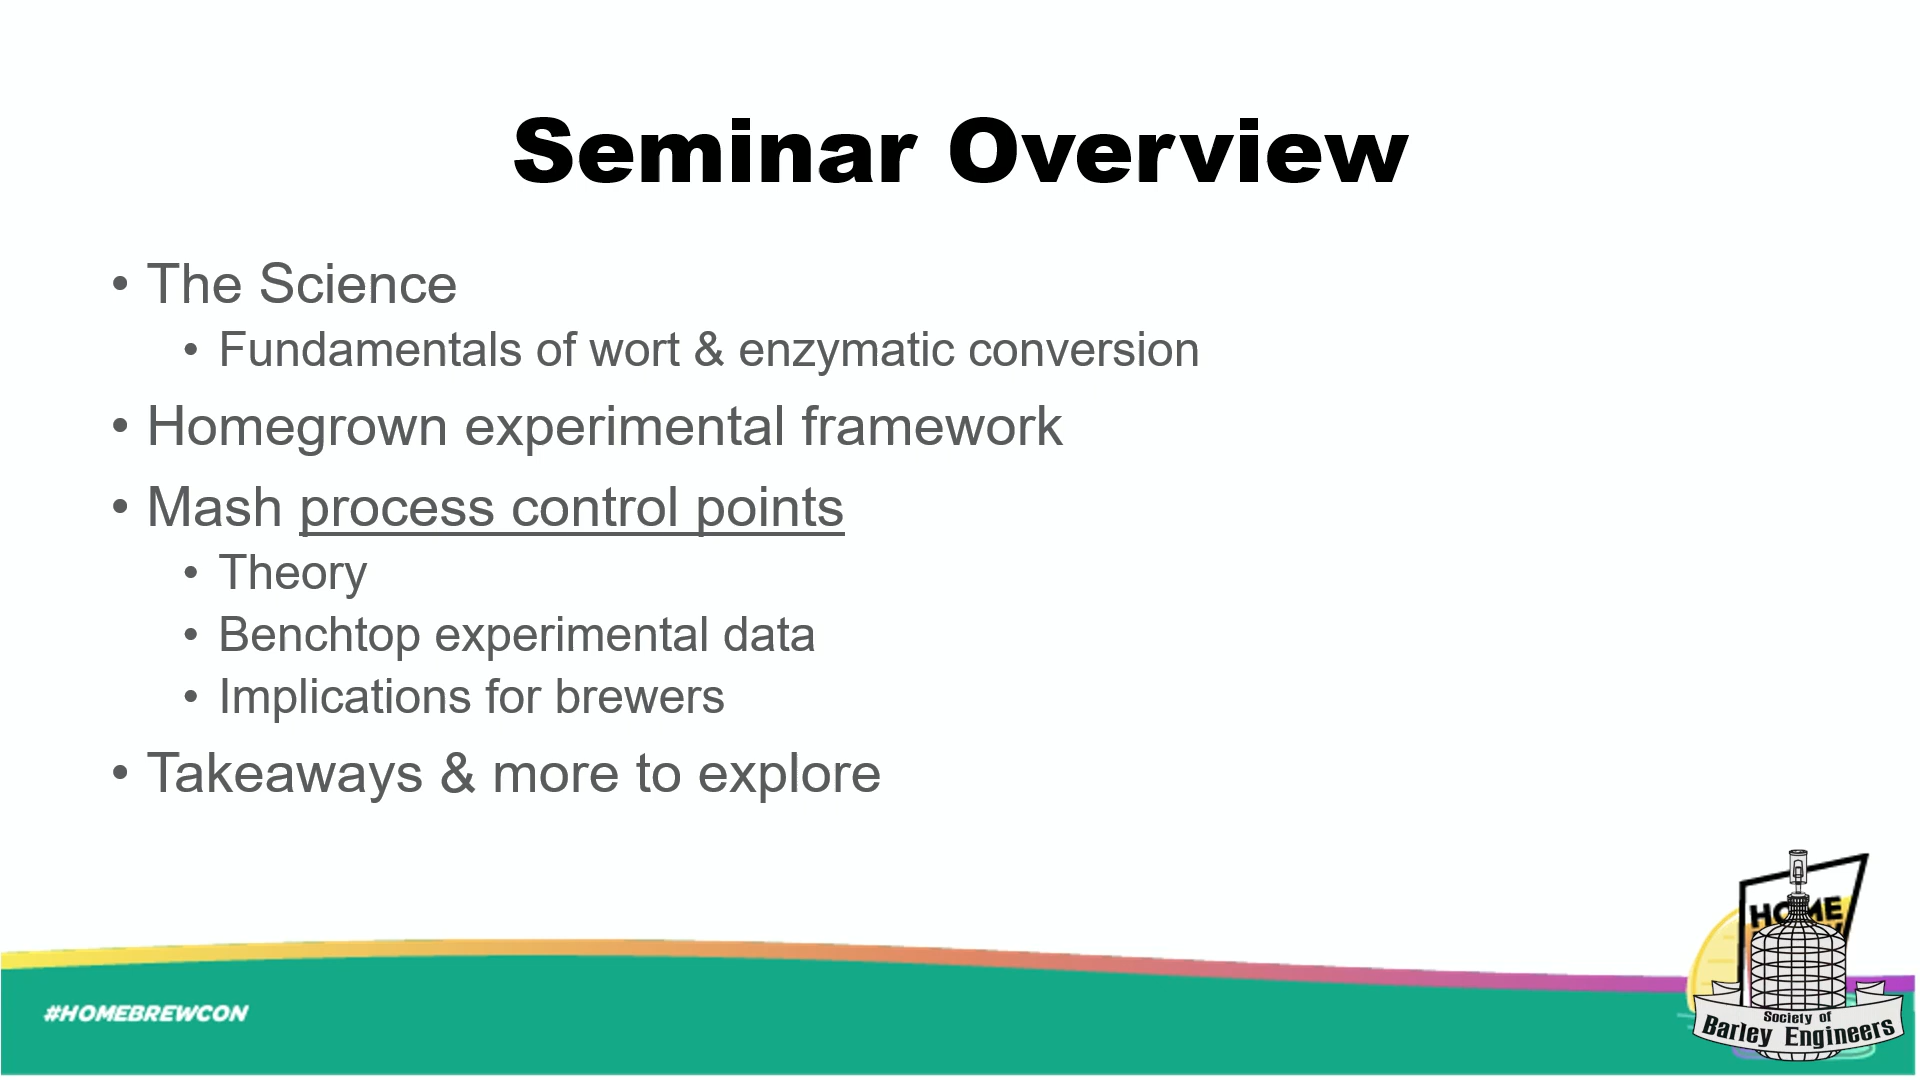 Seminar Overview
• The Science
• Fundamentals of wort & enzymatic conversion
• Homegrown experimental framework
• Mash process control points
• Theory
• Benchtop experimental data
• Implications for brewers
• Takeaways & more to explore
#HOMEBREWCON
HOME
Society of
Barley Engineers